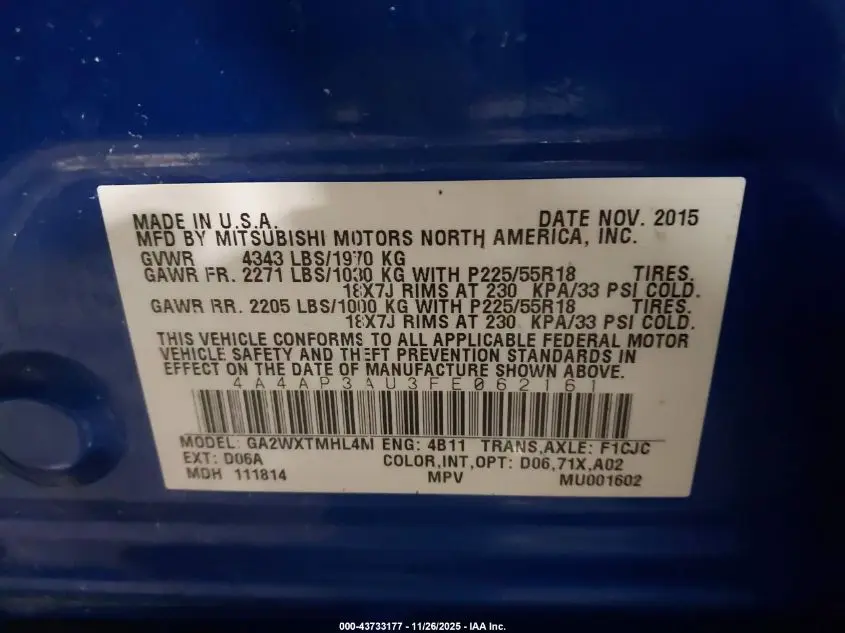 MADE IN U.S.A. DATE NOV. 2015
MFD BY MITSUBISHI MOTORS NORTH AMERICA, INC.
GVWR 4343 LBS/1970 KG
GAWR FR. 2271 LBS/1030 KG WITH P225/55R18 TIRES.
18X7J RIMS AT 230 KPA/33 PSI COLD.
GAWR RR. 2205 LBS/1000 KG WITH P225/55R18 TIRES.
18X7J RIMS AT 230 KPA/33 PSI COLD.
THIS VEHICLE CONFORMS TO ALL APPLICABLE FEDERAL MOTOR
VEHICLE SAFETY AND THEFT PREVENTION STANDARDS IN
EFFECT ON THE DATE OF MANUFACTURE SHOWN ABOVE.
4A4AP3AU3FE062161
MODEL: GA2WXTMHL4M ENG: 4B11 TRANS,AXLE: F1CJC
EXT: D06A COLOR,INT,OPT: D06,71X,A02
MDH 111814 MPV MU001602
000-43733177 - 11/26/2025 - IAA Inc.